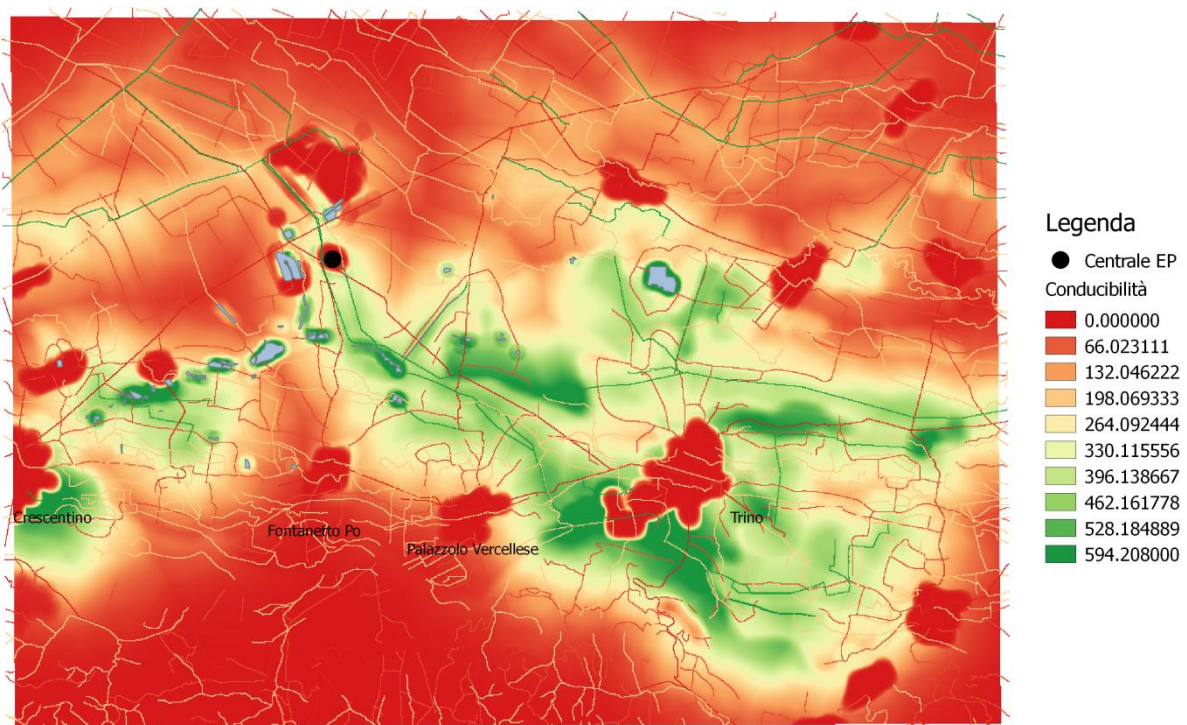 Crescentino
Fontanetto Po
Palazzolo Vercellese
Trino
Legenda
Centrale EP
Conducibilità
0.000000
66.023111
132.046222
198.069333
264.092444
330.115556
396.138667
462.161778
528.184889
594.208000